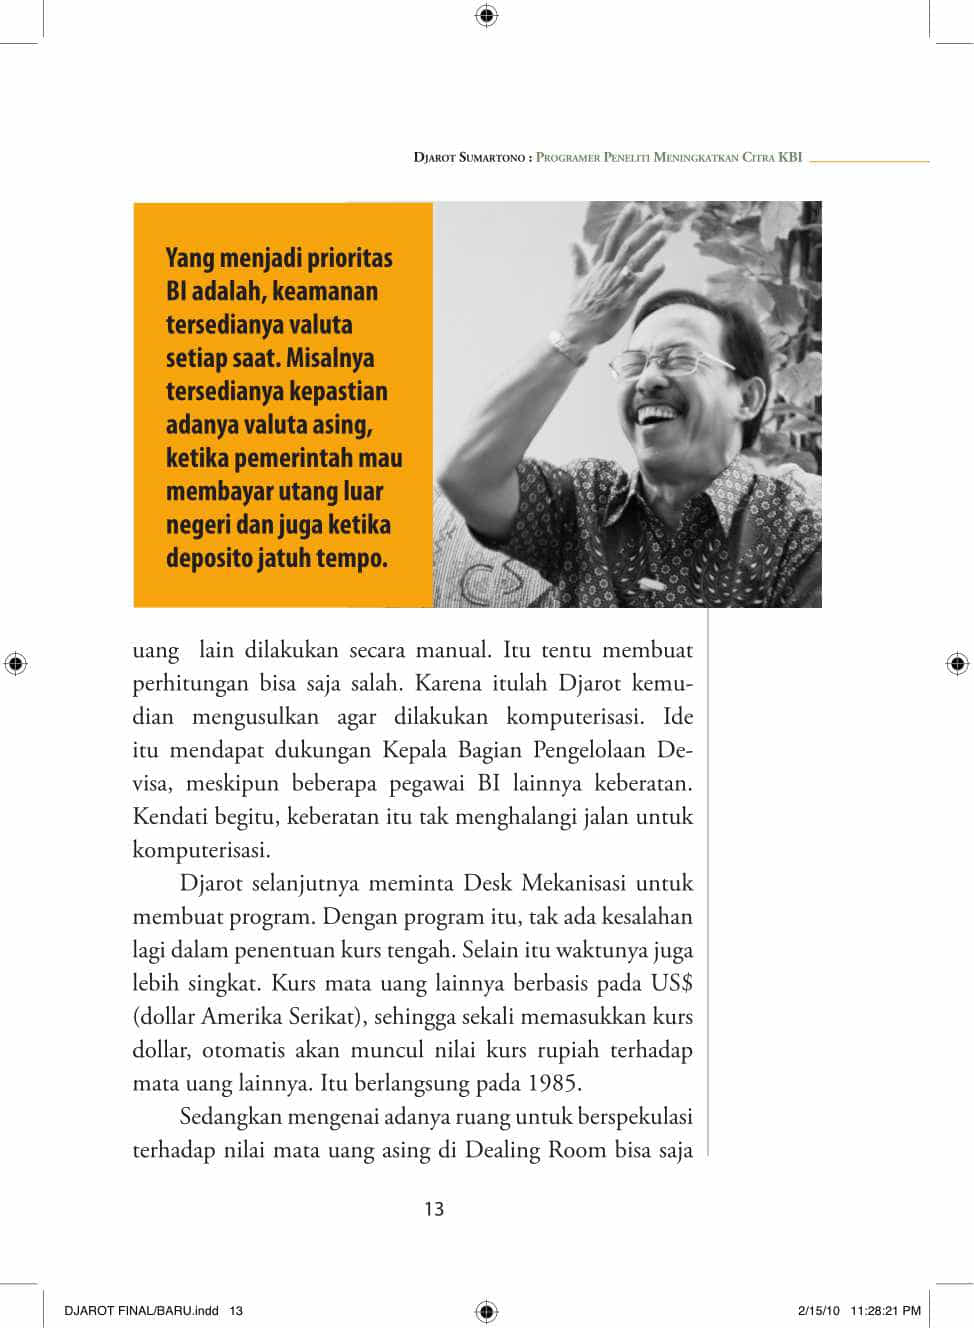 Djarot Sumartono : Programer Peneliti Meningkatkan Citra KBI
Yang menjadi prioritas
BI adalah, keamanan
tersedianya valuta
setiap saat. Misalnya
tersedianya kepastian
adanya valuta asing,
ketika pemerintah mau
membayar utang luar
negeri dan juga ketika
deposito jatuh tempo.
CS
uang lain dilakukan secara manual. Itu tentu membuat
perhitungan bisa saja salah. Karena itulah Djarot kemu-
dian mengusulkan agar dilakukan komputerisasi. Ide
itu mendapat dukungan Kepala Bagian Pengelolaan De-
visa, meskipun beberapa pegawai BI lainnya keberatan.
Kendati begitu, keberatan itu tak menghalangi jalan untuk
komputerisasi.
Djarot selanjutnya meminta Desk Mekanisasi untuk
membuat program. Dengan program itu, tak ada kesalahan
lagi dalam penentuan kurs tengah. Selain itu waktunya juga
lebih singkat. Kurs mata uang lainnya berbasis pada US$
(dollar Amerika Serikat), sehingga sekali memasukkan kurs
dollar, otomatis akan muncul nilai kurs rupiah terhadap
mata uang lainnya. Itu berlangsung pada 1985.
Sedangkan mengenai adanya ruang untuk berspekulasi
terhadap nilai mata uang asing di Dealing Room bisa saja
13
DJAROT FINAL/BARU.indd 13
2/15/10 11:28:21 PM